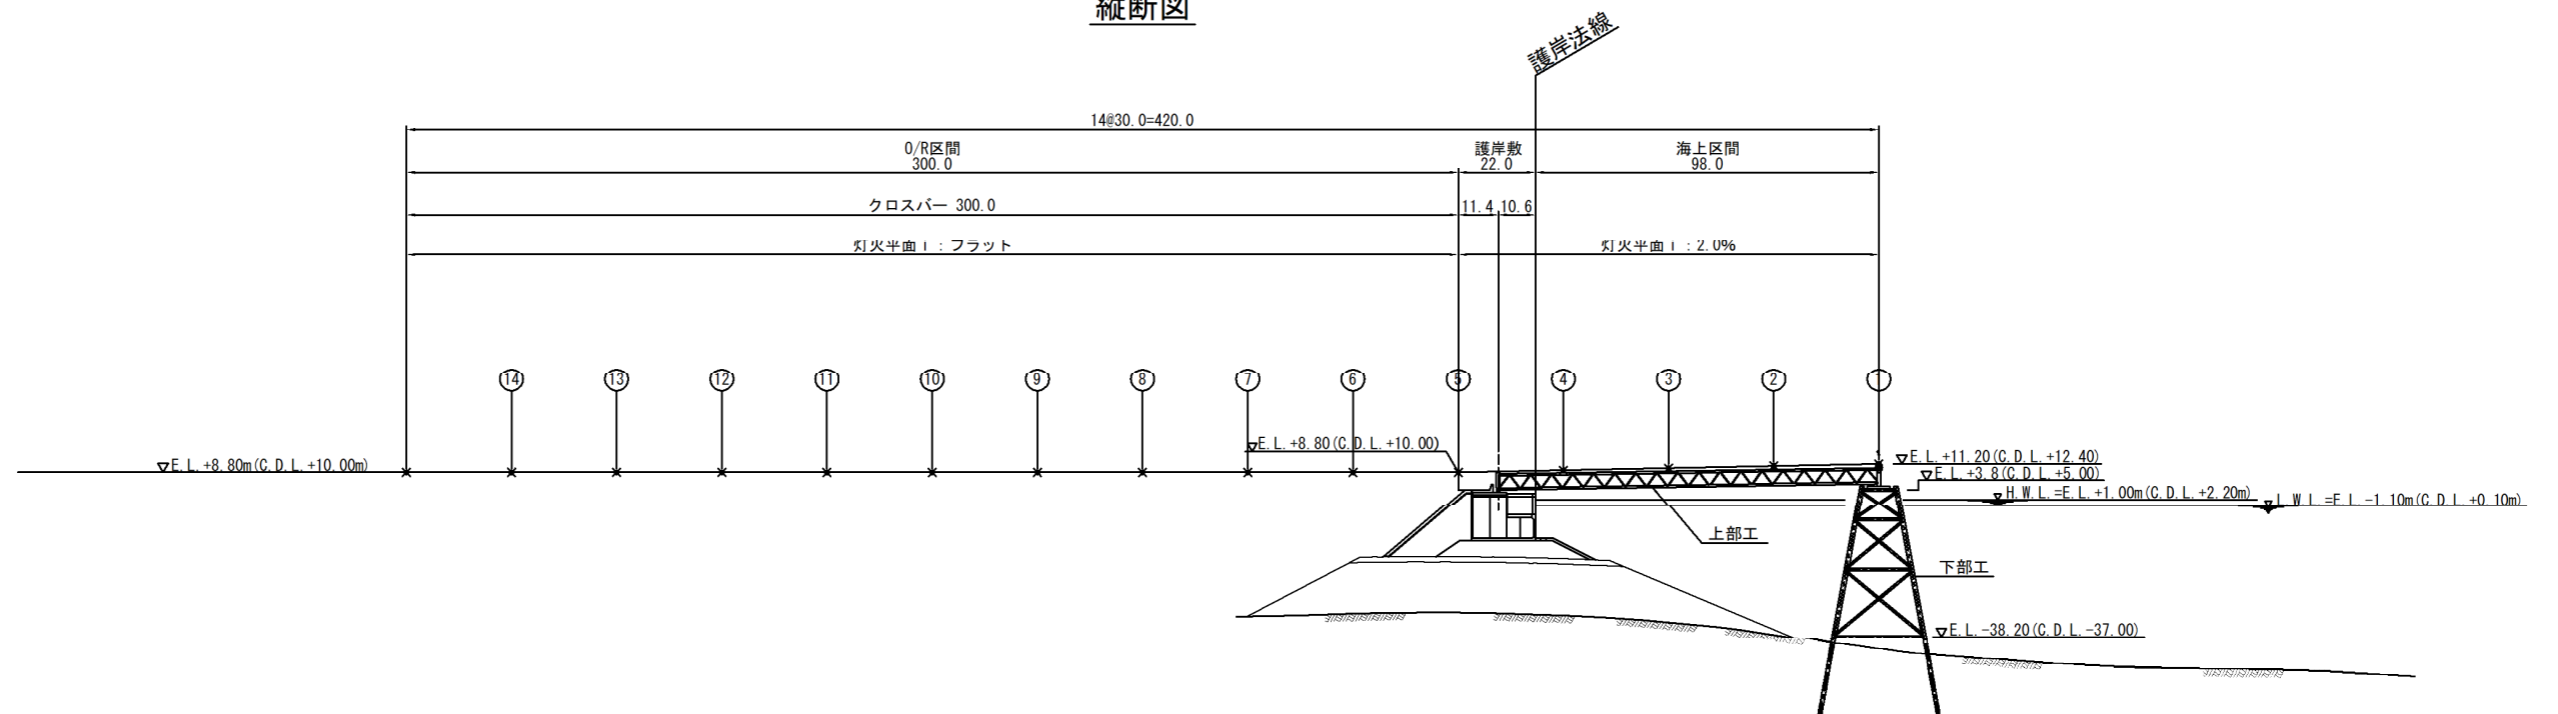 縦断図
護岸法線
14@30.0=420.0
O/R区間
300.0
護岸敷
22.0
海上区間
98.0
クロスバー 300.0
11.4
10.6
灯火平面i:フラット
灯火平面i:2.0%
14
13
12
11
10
9
8
7
6
5
4
3
2
1
E.L.+8.80(C.D.L.+10.00)
E.L.+8.80m(C.D.L.+10.00m)
E.L.+11.20(C.D.L.+12.40)
E.L.+3.8(C.D.L.+5.00)
H.W.L.=E.L.+1.00m(C.D.L.+2.20m)
L.W.L.=E.L.-1.10m(C.D.L.+0.10m)
上部工
下部工
E.L.-38.20(C.D.L.-37.00)